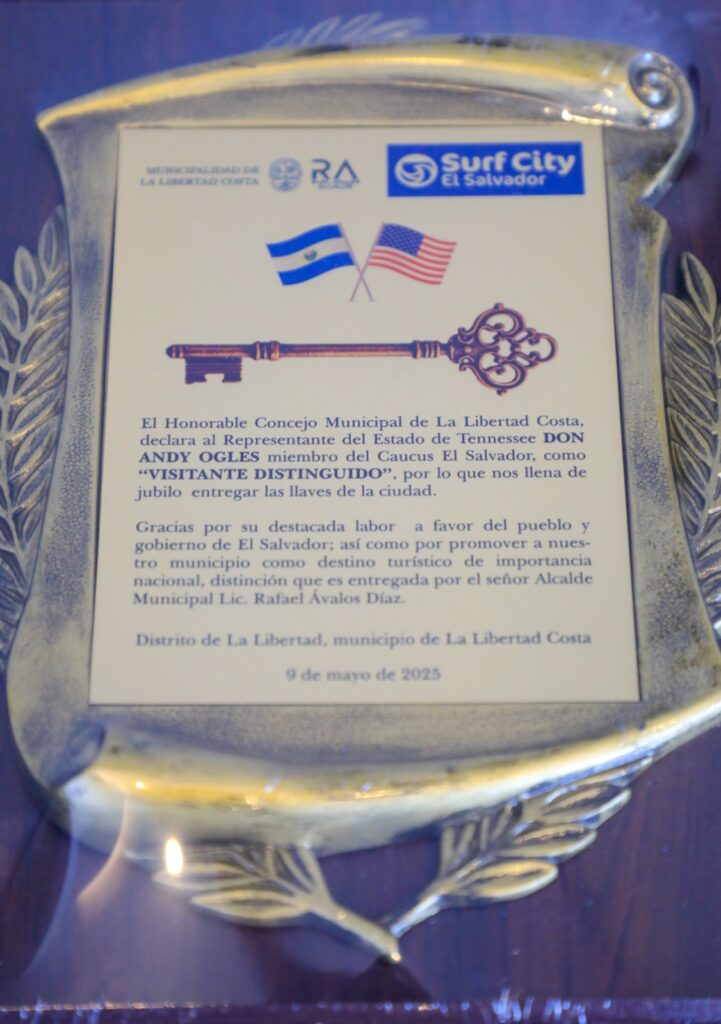 MUNICIPALIDAD DE
LA LIBERTAD COSTA
RA
Surf City
El Salvador
El Honorable Concejo Municipal de La Libertad Costa,
declara al Representante del Estado de Tennessee DON
ANDY OGLES miembro del Caucus El Salvador, como
“VISITANTE DISTINGUIDO”, por lo que nos llena de
jubilo entregar las llaves de la ciudad.
Gracias por su destacada labor a favor del pueblo y
gobierno de El Salvador; así como por promover a nues-
tro municipio como destino turístico de importancia
nacional, distinción que es entregada por el señor Alcalde
Municipal Lic. Rafael Ávalos Díaz.
Distrito de La Libertad, municipio de La Libertad Costa
9 de mayo de 2025